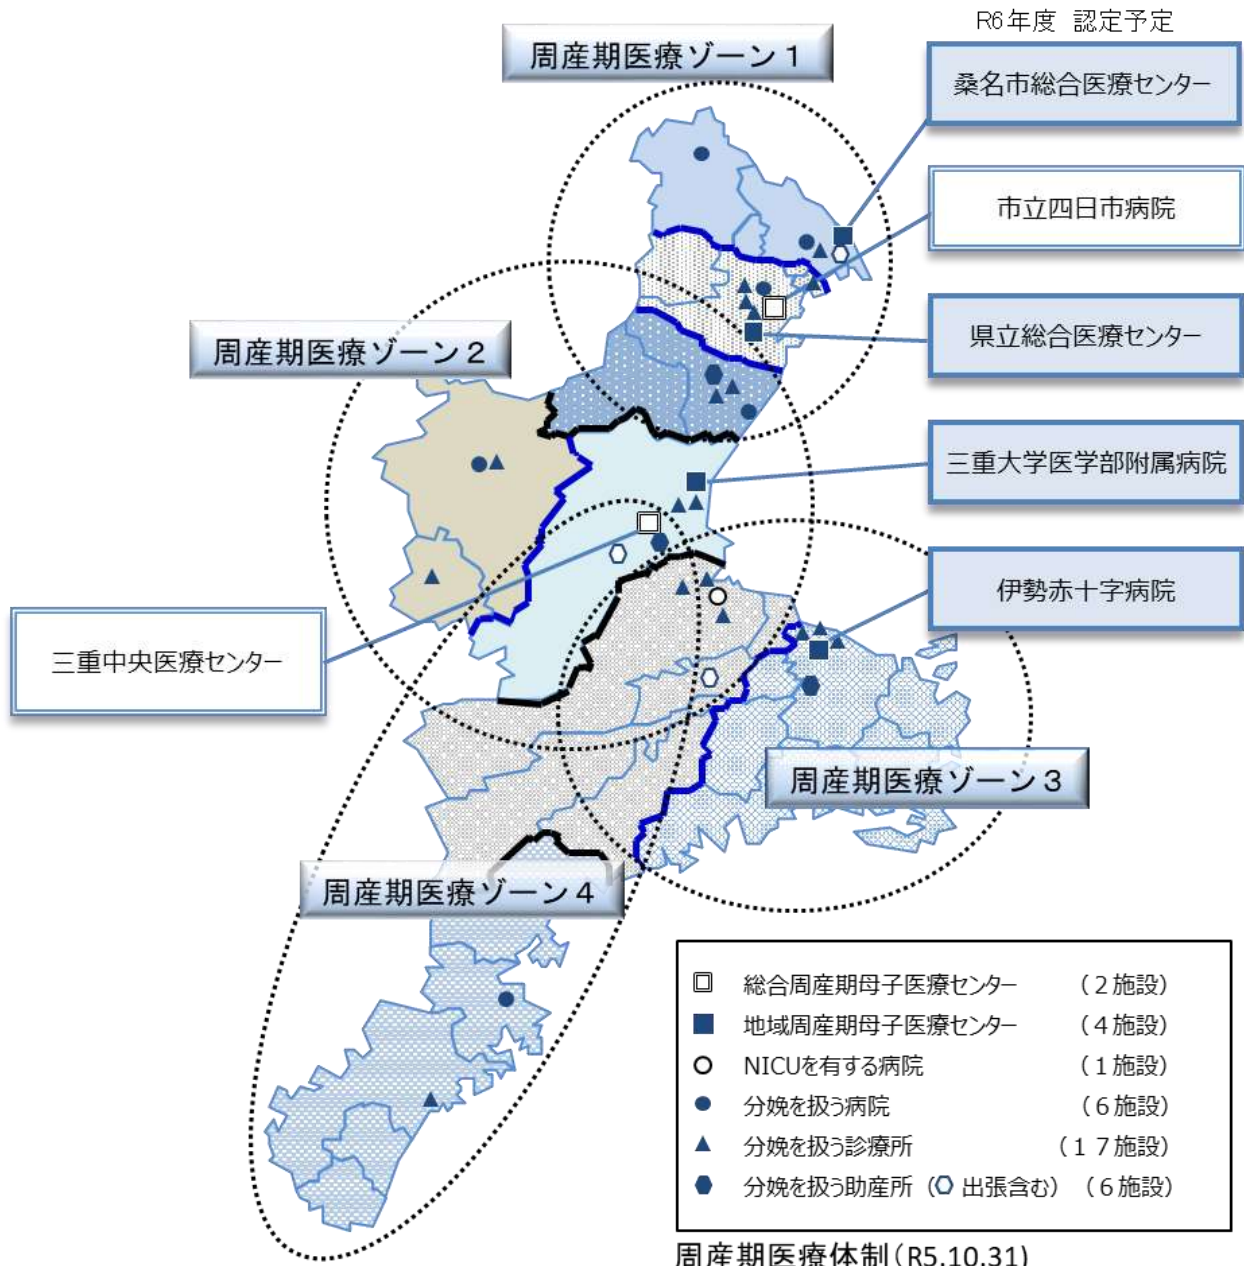 R6年度 認定予定
周産期医療ゾーン１
桑名市総合医療センター
市立四日市病院
県立総合医療センター
周産期医療ゾーン２
三重大学医学部附属病院
伊勢赤十字病院
三重中央医療センター
周産期医療ゾーン３
周産期医療ゾーン４
総合周産期母子医療センター （２施設）
地域周産期母子医療センター （４施設）
NICUを有する病院 （１施設）
分娩を扱う病院 （６施設）
分娩を扱う診療所 （１７施設）
分娩を扱う助産所（ 出張含む）（６施設）
周産期医療体制(R5.10.31)